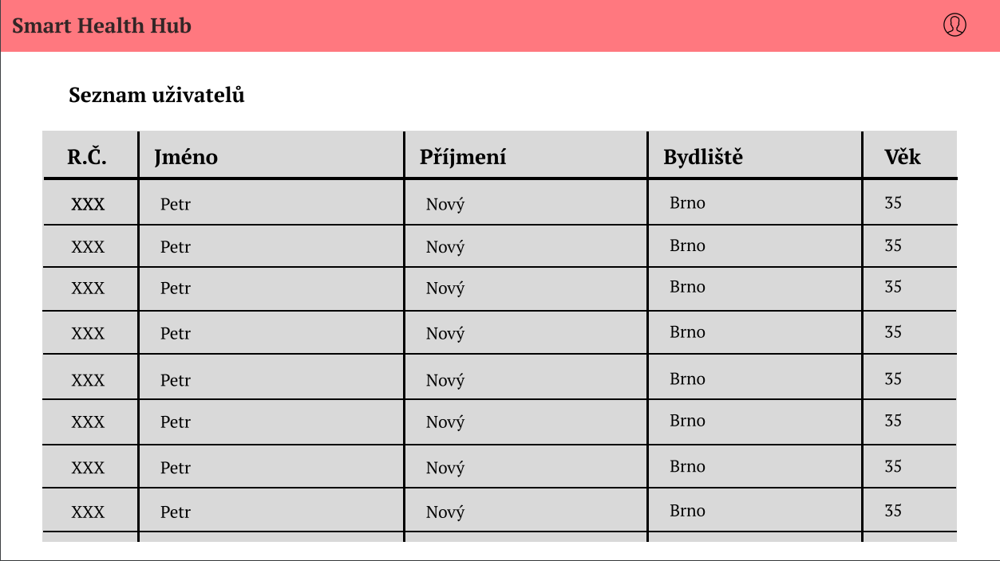 Smart Health Hub
Seznam uživatelů
R.Č. Jméno Příjmení Bydliště Věk
XXX Petr Nový Brno 35
XXX Petr Nový Brno 35
XXX Petr Nový Brno 35
XXX Petr Nový Brno 35
XXX Petr Nový Brno 35
XXX Petr Nový Brno 35
XXX Petr Nový Brno 35
XXX Petr Nový Brno 35